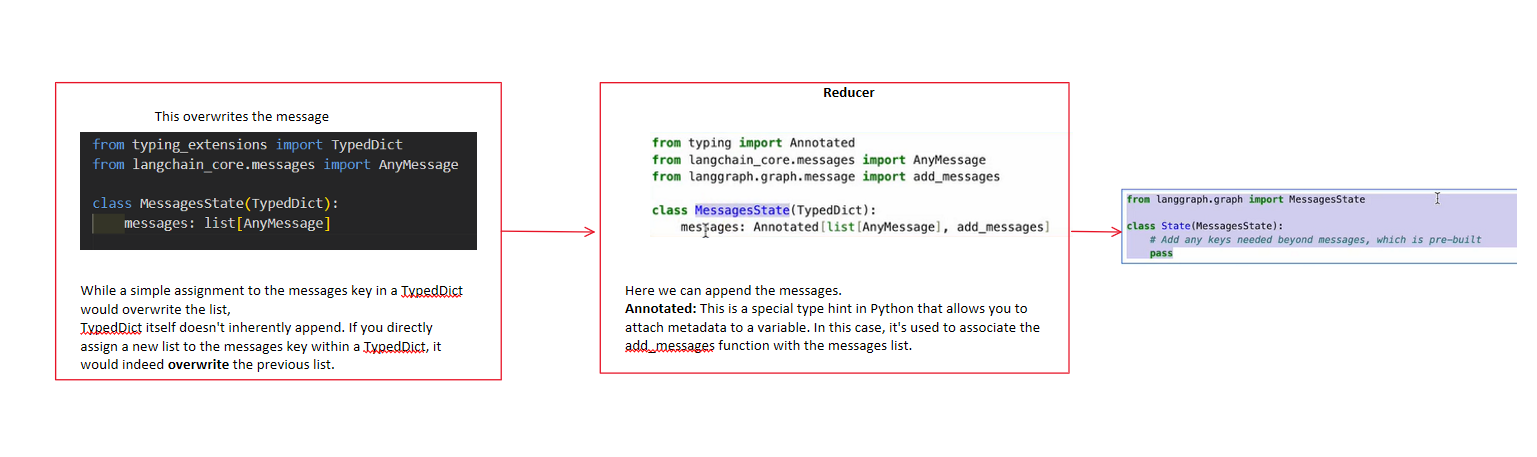 This overwrites the message
from typing_extensions import TypedDict
from langchain_core.messages import AnyMessage
class MessagesState(TypedDict):
messages: list[AnyMessage]
While a simple assignment to the messages key in a TypedDict
would overwrite the list,
TypedDict itself doesn't inherently append. If you directly
assign a new list to the messages key within a TypedDict, it
would indeed overwrite the previous list.
Reducer
from typing import Annotated
from langchain_core.messages import AnyMessage
from langgraph.graph.message import add_messages
class MessagesState(TypedDict):
messages: Annotated[list[AnyMessage], add_messages]
Here we can append the messages.
Annotated: This is a special type hint in Python that allows you to
attach metadata to a variable. In this case, it's used to associate the
add_messages function with the messages list.
from langgraph.graph import MessagesState
class State(MessagesState):
# Add any keys needed beyond messages, which is pre-built
pass